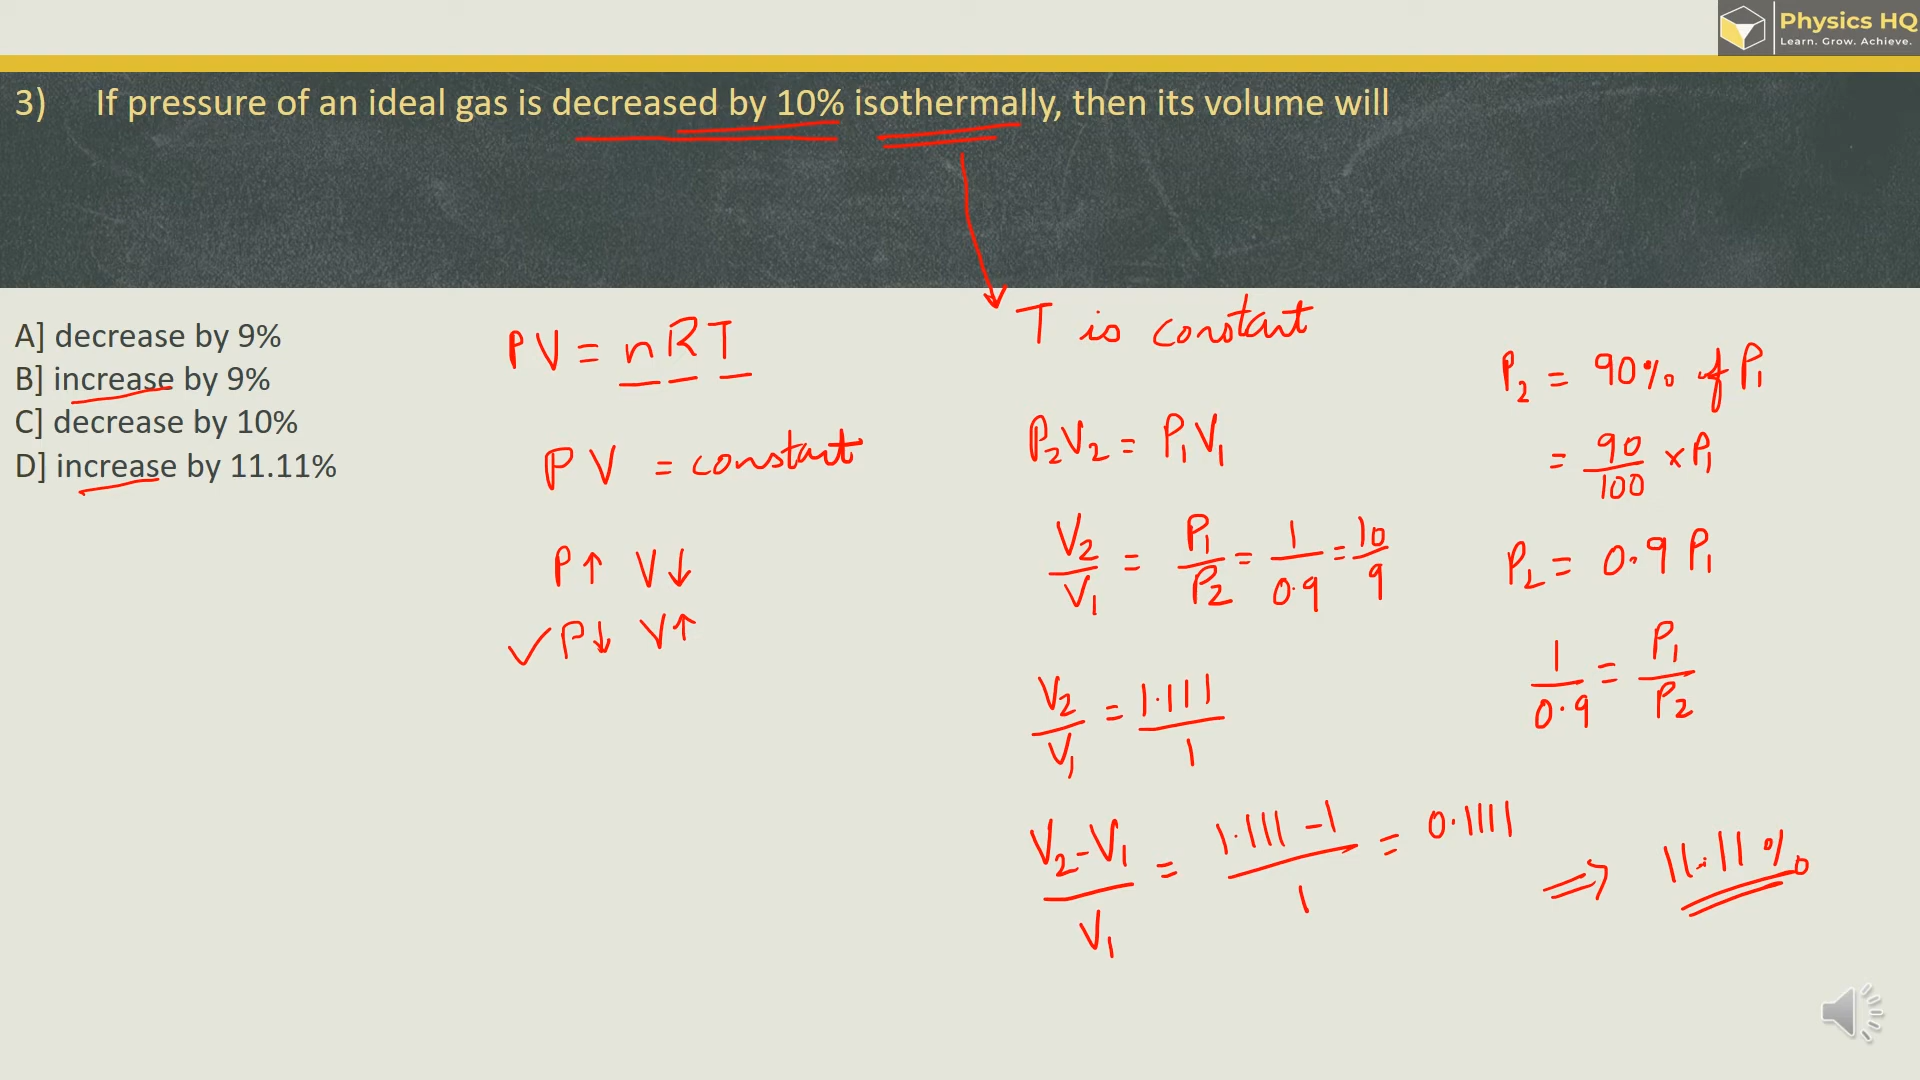 Physics HQ
Learn. Grow. Achieve.
3) If pressure of an ideal gas is decreased by 10% isothermally, then its volume will
A] decrease by 9%
B] increase by 9%
C] decrease by 10%
D] increase by 11.11%
PV = nRT
PV = constant
P↑ V↓
✓P↓ V↑
T is constant
P₂V₂ = P₁V₁
V₂/V₁ = P₁/P₂ = 1/0.9 = 10/9
V₂/V₁ = 1.111/1
V₂-V₁/V₁ = 1.111-1/1 = 0.1111 ⇒ 11.11%
P₂ = 90% of P₁
= 90/100 × P₁
P₂ = 0.9 P₁
1/0.9 = P₁/P₂